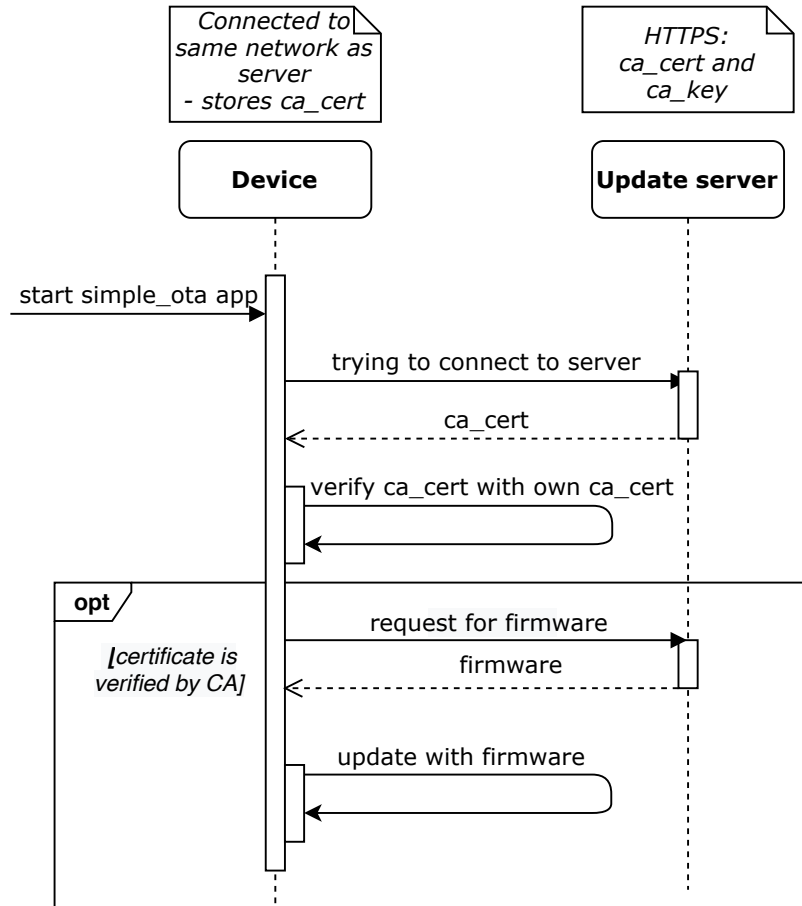 Connected to
same network as
server
- stores ca_cert
HTTPS:
ca_cert and
ca_key
Device
Update server
start simple_ota app
trying to connect to server
ca_cert
verify ca_cert with own ca_cert
opt
request for firmware
[certificate is
verified by CA]
firmware
update with firmware